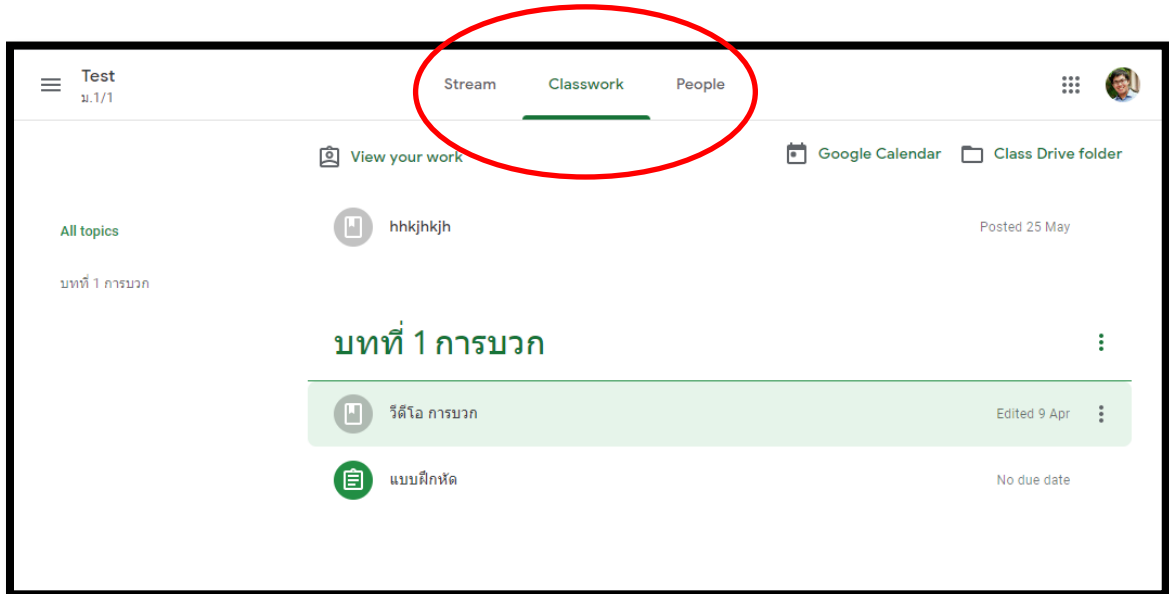 Test
ม.1/1
Stream Classwork People
View your work
Google Calendar Class Drive folder
All topics
บทที่ 1 การบวก
hhkjhkjh Posted 25 May
บทที่ 1 การบวก
วีดีโอ การบวก Edited 9 Apr
แบบฝึกหัด No due date